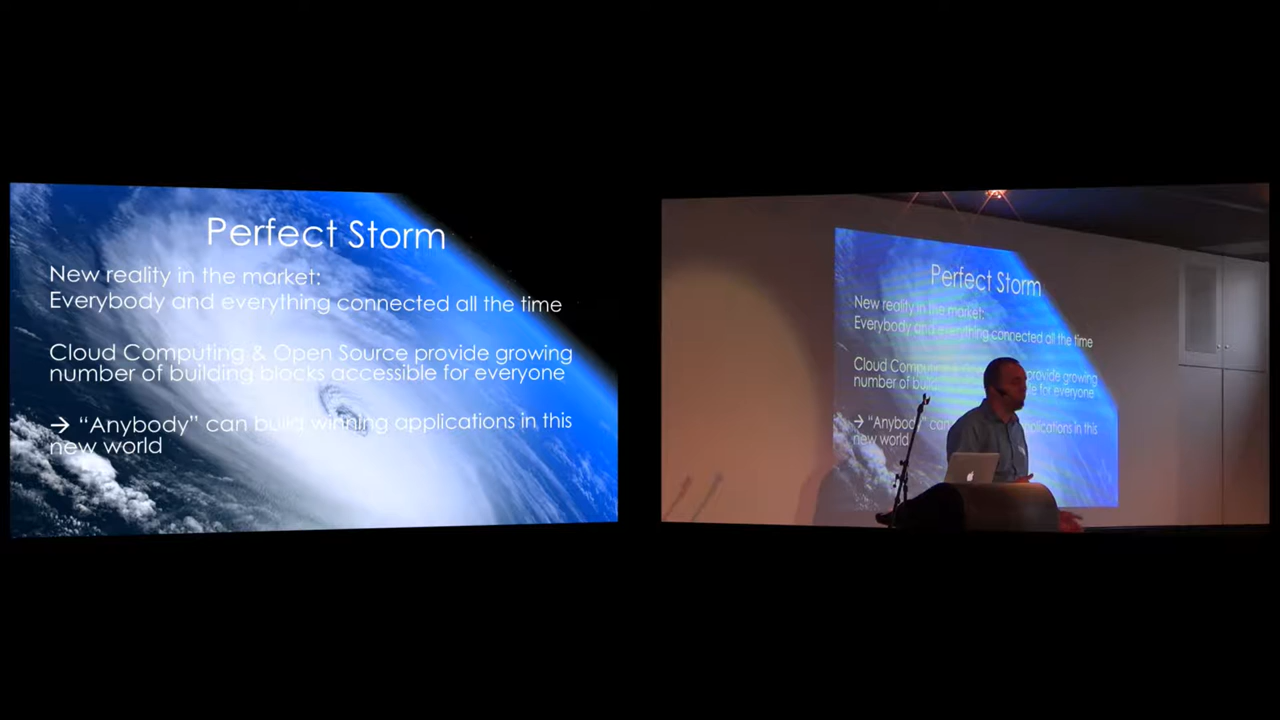 Perfect Storm
New reality in the market:
Everybody and everything connected all the time
Cloud Computing & Open Source provide growing
number of building blocks accessible for everyone
→ “Anybody” can build winning applications in this
new world
Perfect Storm
New reality in the market:
Everybody and everything connected all the time
Cloud Computing provide growing
number of for everyone
→ “Anybody” can applications in this
new world